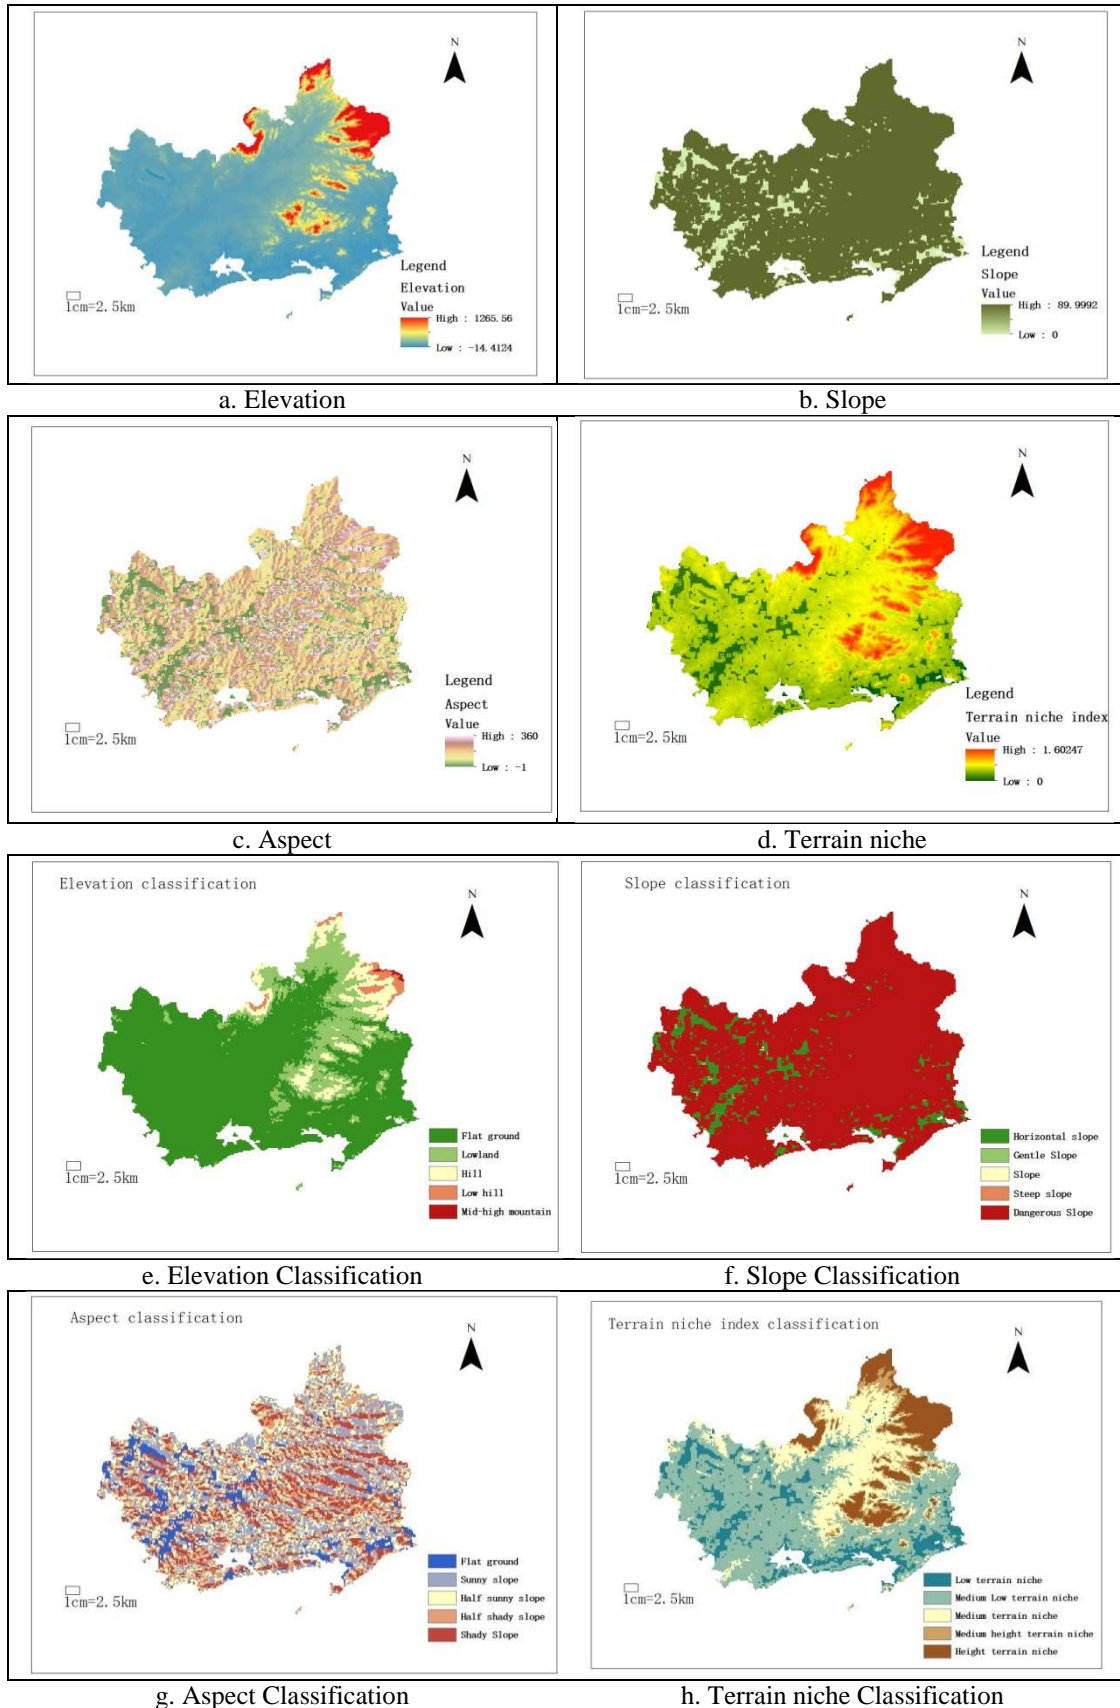 N
Legend
Elevation
Value
High : 1265.56
Low : -14.4124
1cm=2.5km
a. Elevation
N
Legend
Slope
Value
High : 89.9992
Low : 0
1cm=2.5km
b. Slope
N
Legend
Aspect
Value
High : 360
Low : -1
1cm=2.5km
c. Aspect
N
Legend
Terrain niche index
Value
High : 1.60247
Low : 0
1cm=2.5km
d. Terrain niche
Elevation classification
N
Flat ground
Lowland
Hill
Low hill
Mid-high mountain
1cm=2.5km
e. Elevation Classification
Slope classification
N
Horizontal slope
Gentle Slope
Slope
Steep slope
Dangerous Slope
1cm=2.5km
f. Slope Classification
Aspect classification
N
Flat ground
Sunny slope
Half sunny slope
Half shady slope
Shady Slope
1cm=2.5km
g. Aspect Classification
Terrain niche index classification
N
Low terrain niche
Medium Low terrain niche
Medium terrain niche
Medium height terrain niche
Height terrain niche
1cm=2.5km
h. Terrain niche Classification